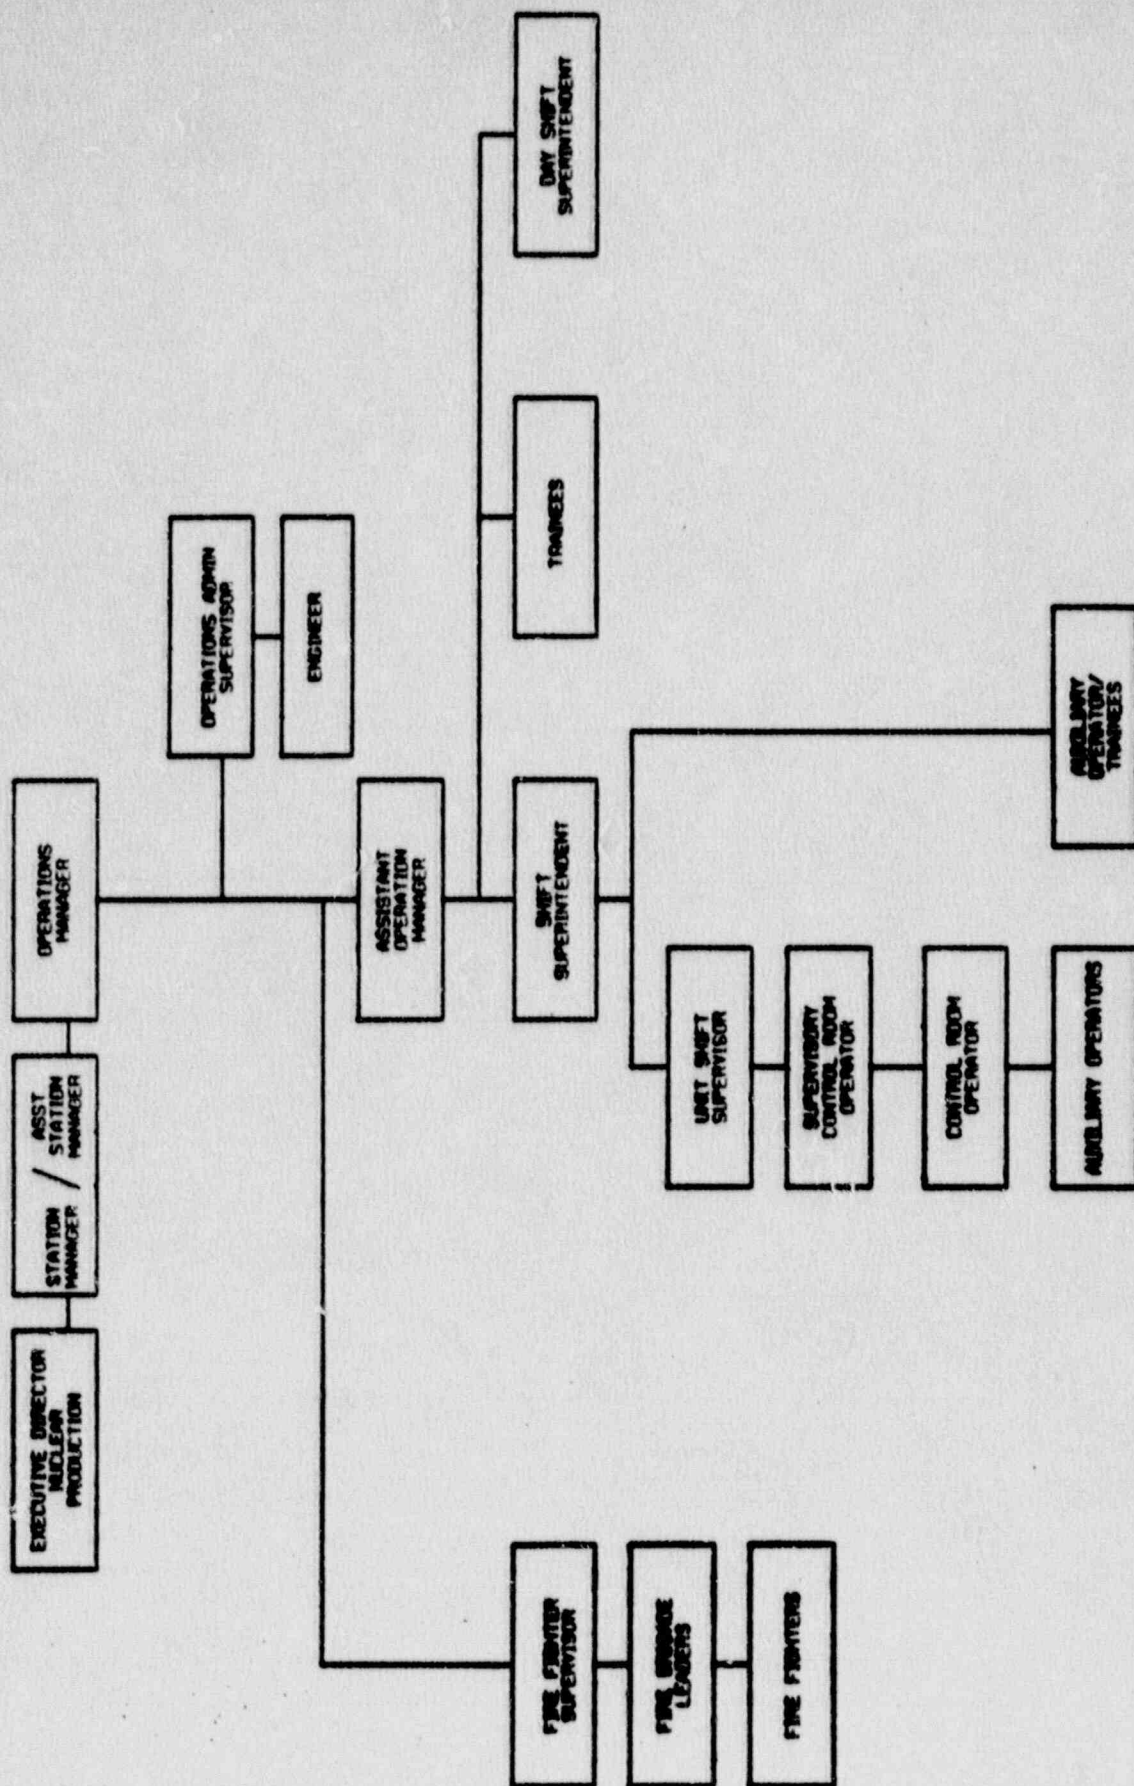 EXECUTIVE DIRECTOR
NUCLEAR
PRODUCTION
STATION
MANAGER
/
ASST
STATION
MANAGER
OPERATIONS
MANAGER
OPERATIONS ADMIN
SUPERVISOR
ENGINEER
ASSISTANT
OPERATION
MANAGER
FIRE FIGHTER
SUPERVISOR
FIRE BRIGADE
LEADERS
FIRE FIGHTERS
SHIFT
SUPERINTENDENT
TRAINEES
DAY SHIFT
SUPERINTENDENT
UNIT SHIFT
SUPERVISOR
SUPERVISORY
CONTROL ROOM
OPERATOR
CONTROL ROOM
OPERATOR
AUXILIARY OPERATORS
AUXILIARY
OPERATOR/
TRAINEES